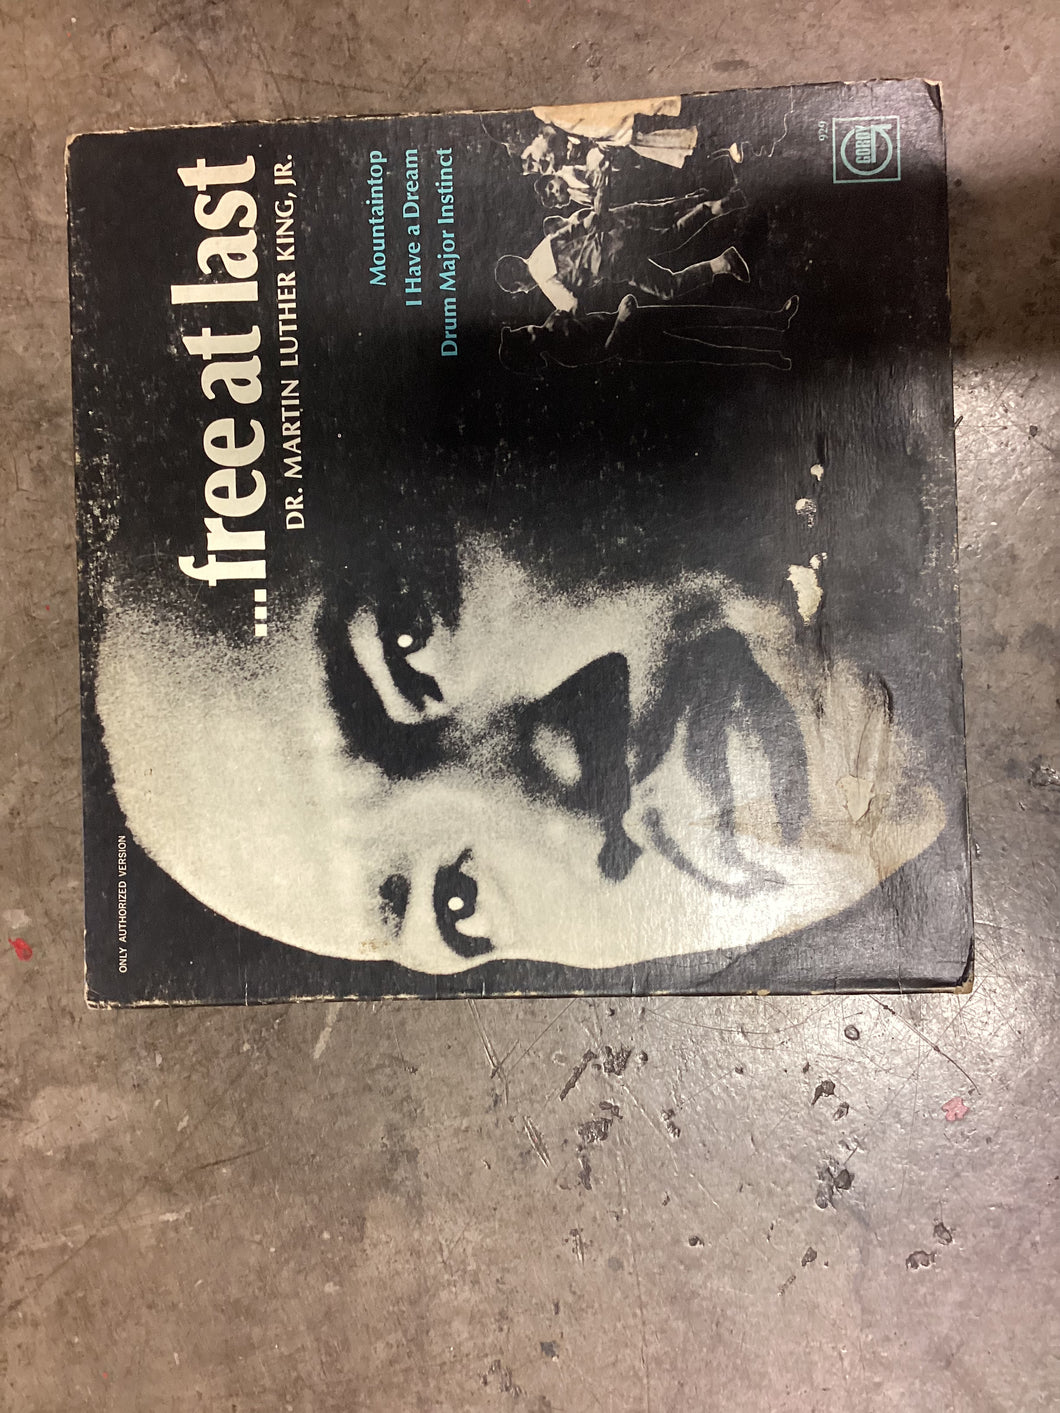 ONLY AUTHORIZED VERSION
...free at last
DR. MARTIN LUTHER KING, JR.
Mountaintop
I Have a Dream
Drum Major Instinct
929
GORDY